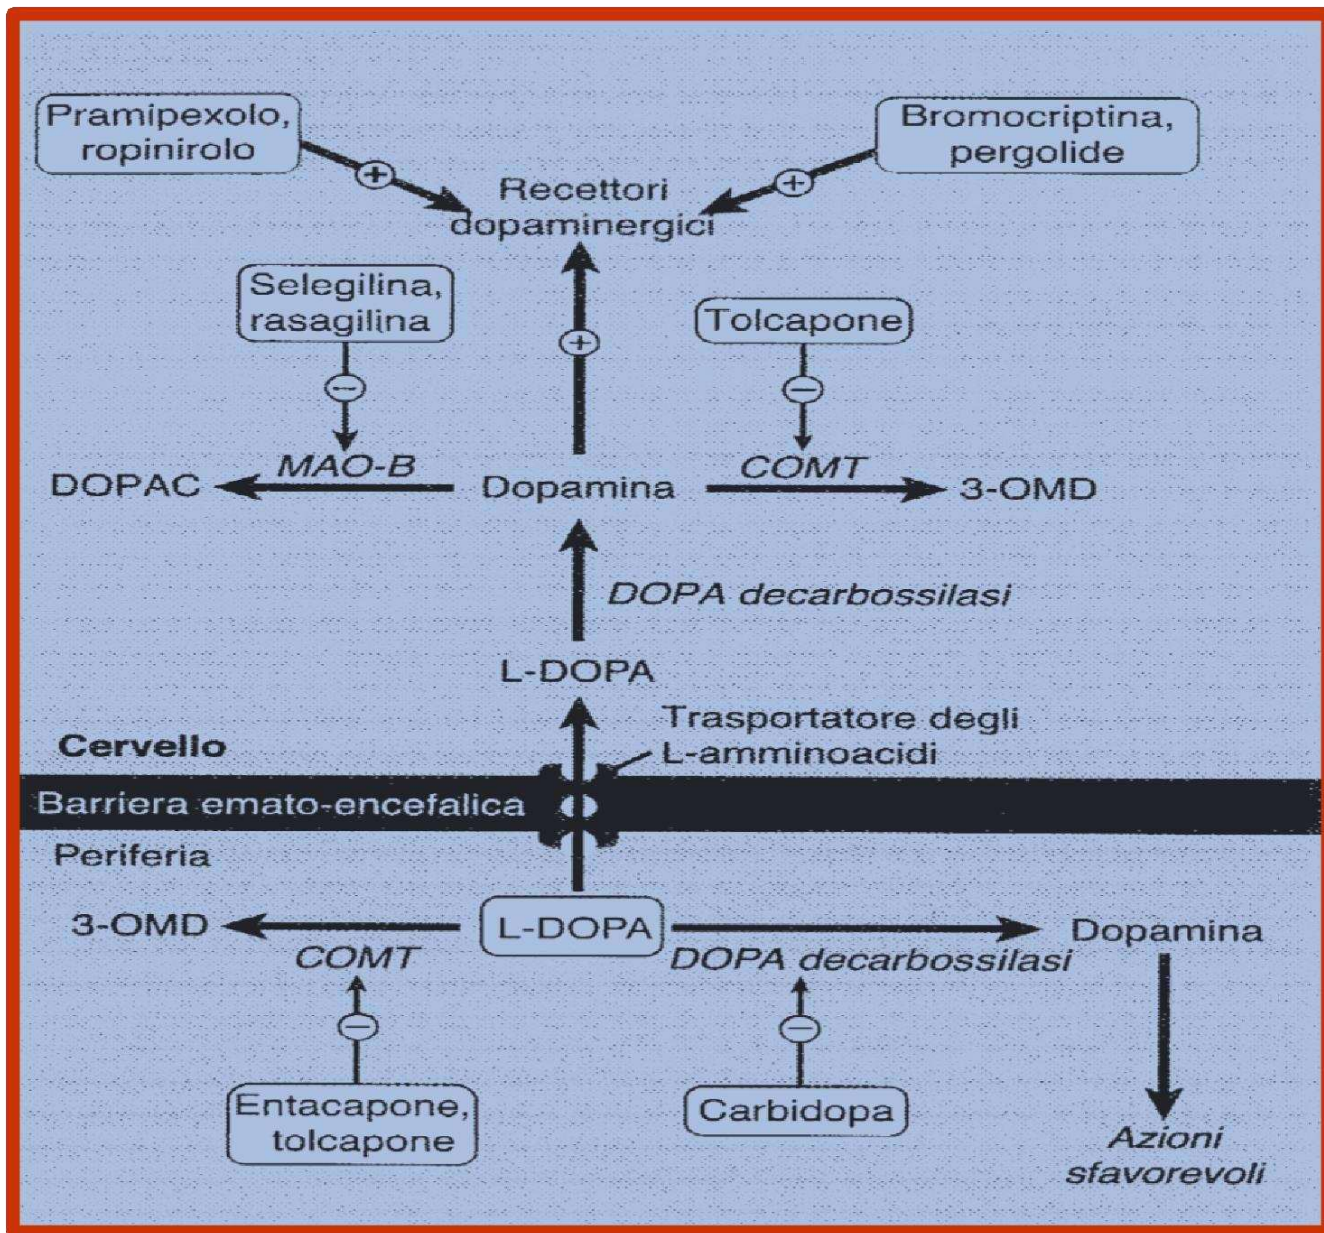 Pramipexolo,
ropinirolo
Bromocriptina,
pergolide
Recettori
dopaminergici
Selegilina,
rasagilina
Tolcapone
MAO-B
COMT
DOPAC
Dopamina
3-OMD
DOPA decarbossilasi
L-DOPA
Trasportatore degli
L-amminoacidi
Cervello
Barriera emato-encefalica
Periferia
3-OMD
L-DOPA
Dopamina
COMT
DOPA decarbossilasi
Entacapone,
tolcapone
Carbidopa
Azioni
sfavorevoli